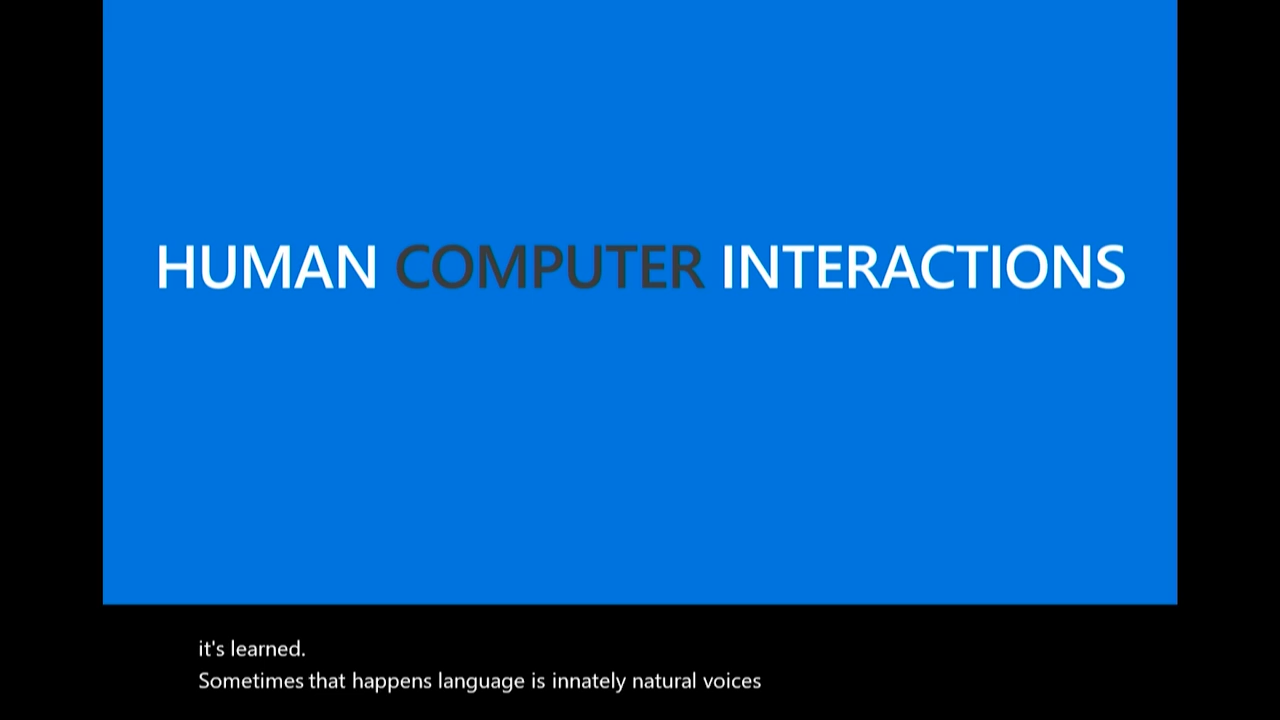 HUMAN COMPUTER INTERACTIONS
it's learned.
Sometimes that happens language is innately natural voices